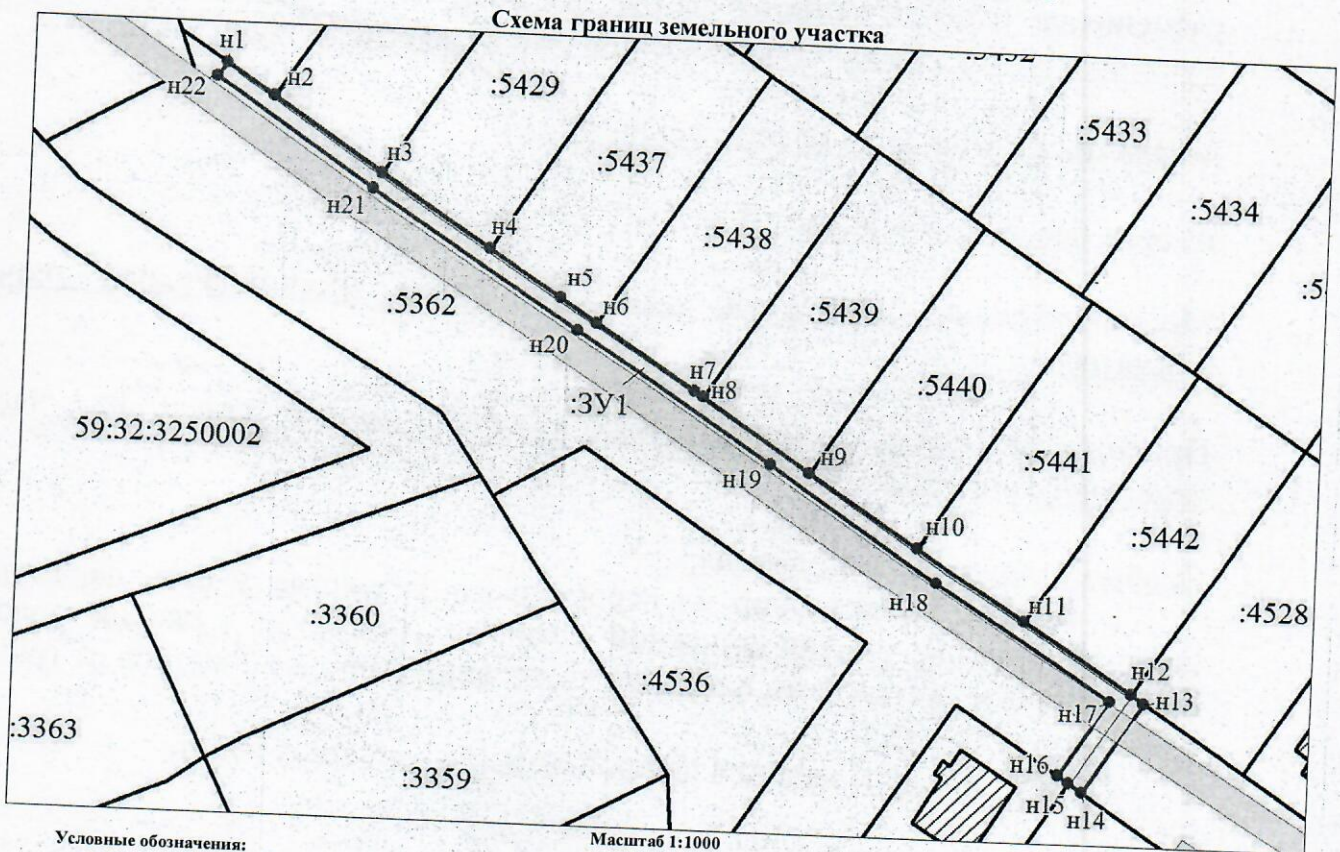 Схема границ земельного участка
н1
н2
н22
:5429
:5433
:5437
н3
н21
:5434
:5438
н4
н5
н6
:5362
:5439
н20
н7
н8
:5440
:ЗУ1
59:32:3250002
н9
:5441
н19
н10
:5442
н18
н11
:4528
:3360
:4536
н12
н13
н17
:3363
:3359
н16
н15
н14
Условные обозначения:
Масштаб 1:1000